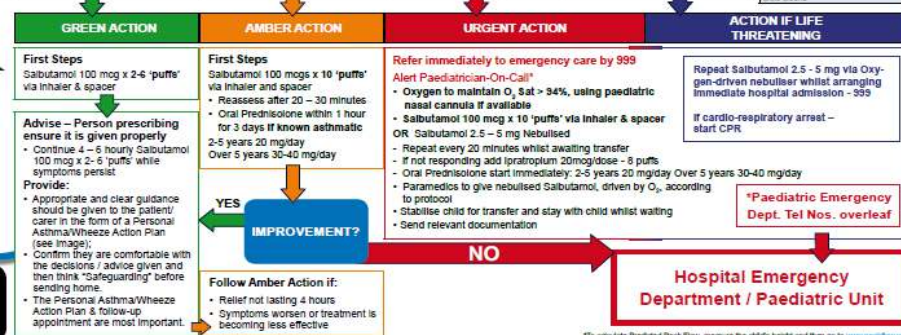 GREEN ACTION
First Steps
Salbutamol 100 mcg x 2-6 ‘puffs’
via inhaler & spacer
Advise – Person prescribing
ensure it is given properly
• Continue 4 – 6 hourly Salbutamol
100 mcg x 2- 6 ‘puffs’ while
symptoms persist
Provide:
• Appropriate and clear guidance
should be given to the patient/
carer in the form of a Personal
Asthma/Wheeze Action Plan
(see image);
• Confirm they are comfortable with
the decisions / advice given and
then think “Safeguarding” before
sending home.
• The Personal Asthma/Wheeze
Action Plan & follow-up
appointment are most important.
AMBER ACTION
First Steps
Salbutamol 100 mcgs x 10 ‘puffs’
via inhaler and spacer
• Reassess after 20 – 30 minutes
• Oral Prednisolone within 1 hour
for 3 days if known asthmatic
2-5 years 20 mg/day
Over 5 years 30-40 mg/day
YES
IMPROVEMENT?
NO
Follow Amber Action if:
• Relief not lasting 4 hours
• Symptoms worsen or treatment is
becoming less effective
URGENT ACTION
Refer immediately to emergency care by 999
Alert Paediatrician-On-Call*
• Oxygen to maintain O₂ Sat > 94%, using paediatric
nasal cannula if available
• Salbutamol 100 mcg x 10 ‘puffs’ via inhaler & spacer
OR Salbutamol 2.5 – 5 mg Nebulised
- Repeat every 20 minutes whilst awaiting transfer
- If not responding add Ipratropium 20mcg/dose - 8 puffs
- Oral Prednisolone start immediately: 2-5 years 20 mg/day Over 5 years 30-40 mg/day
• Paramedics to give nebulised Salbutamol, driven by O₂, according
to protocol
• Stabilise child for transfer and stay with child whilst waiting
• Send relevant documentation
ACTION IF LIFE
THREATENING
Repeat Salbutamol 2.5 - 5 mg via Oxy-
gen-driven nebuliser whilst arranging
immediate hospital admission - 999
If cardio-respiratory arrest –
start CPR
*Paediatric Emergency
Dept. Tel Nos. overleaf
Hospital Emergency
Department / Paediatric Unit